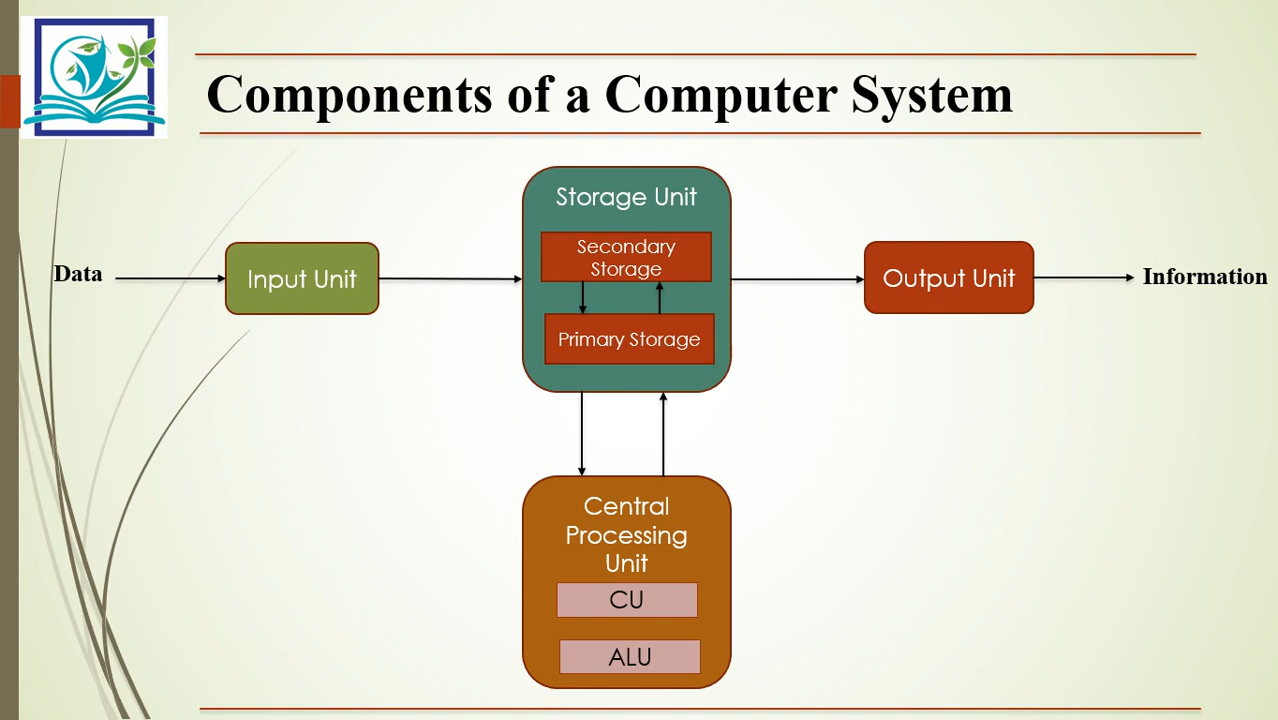 Components of a Computer System
Storage Unit
Secondary
Storage
Data
Input Unit
Output Unit
Information
Primary Storage
Central
Processing
Unit
CU
ALU